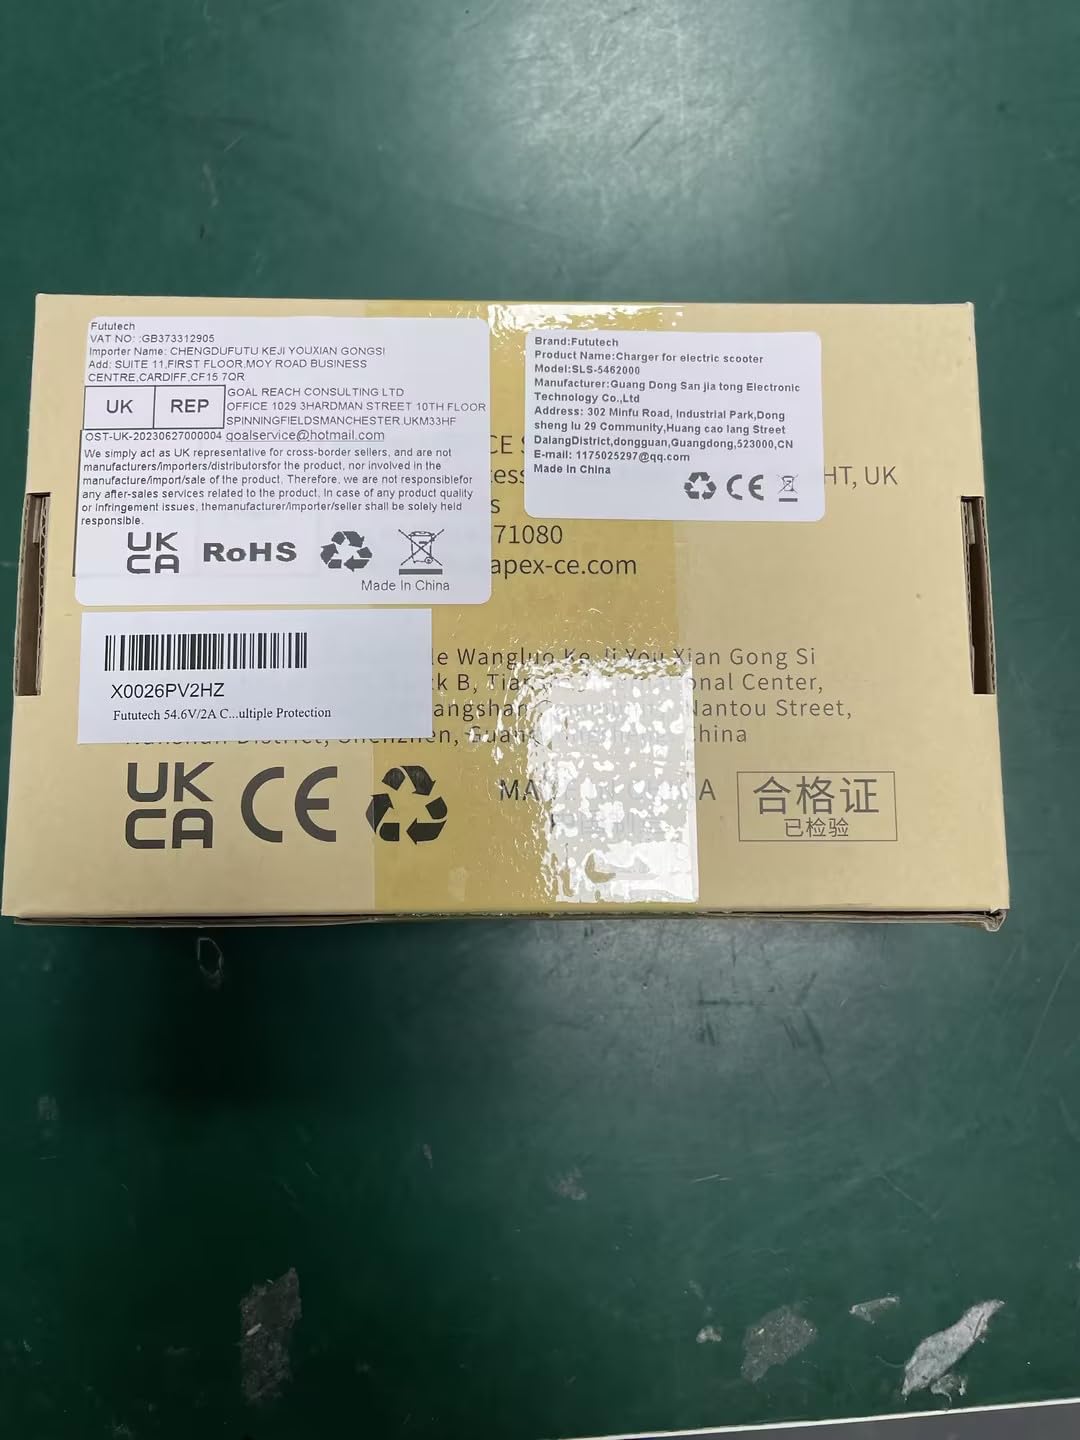 Fututech
VAT NO: :GB373312905
Importer Name: CHENGDUFUTU KEJI YOUXIAN GONGSI
Add: SUITE 11,FIRST FLOOR,MOY ROAD BUSINESS
CENTRE,CARDIFF,CF15 7QR
UK REP
GOAL REACH CONSULTING LTD
OFFICE 1029 3HARDMAN STREET 10TH FLOOR
SPINNINGFIELDSMANCHESTER,UKM33HF
OST-UK-20230627000004 goalservice@hotmail.com
We simply act as UK representative for cross-border sellers, and are not
manufacturers/importers/distributorsfor the product, nor involved in the
manufacture/import/sale of the product. Therefore, we are not responsiblefor
any after-sales services related to the product, In case of any product quality
or infringement issues, themanufacturer/importer/seller shall be solely held
responsible.
UK
CA RoHS
Made In China
Brand:Fututech
Product Name:Charger for electric scooter
Model:SLS-5462000
Manufacturer:Guang Dong San jia tong Electronic
Technology Co.,Ltd
Address: 302 Minfu Road, Industrial Park,Dong
sheng lu 29 Community,Huang cao lang Street
DalangDistrict,dongguan,Guangdong,523000,CN
E-mail: 1175025297@qq.com
Made in China
CE
HT, UK
71080
apex-ce.com
X0026PV2HZ
Fututech 54.6V/2A C...ultiple Protection
le Wangluo Ke Ji You Xian Gong Si
k B, onal Center,
Nantou Street,
China
UK
CA CE
合格证
已检验